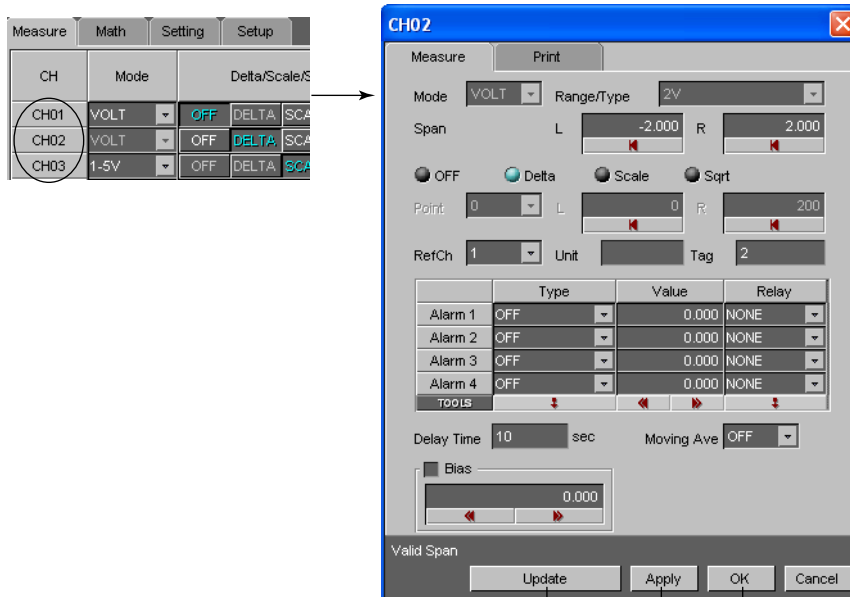 Measure Math Setting Setup
CH Mode Delta/Scale/S
CH01 VOLT OFF DELTA SCA
CH02 VOLT OFF DELTA SCA
CH03 1-5V OFF DELTA SCA
CH02
Measure Print
Mode VOLT Range/Type 2V
Span L -2.000 R 2.000
OFF Delta Scale Sqrt
Point 0 L 0 R 200
RefCh 1 Unit Tag 2
Type Value Relay
Alarm 1 OFF 0.000 NONE
Alarm 2 OFF 0.000 NONE
Alarm 3 OFF 0.000 NONE
Alarm 4 OFF 0.000 NONE
TOOLS
Delay Time 10 sec Moving Ave OFF
Bias
0.000
Valid Span
Update Apply OK Cancel